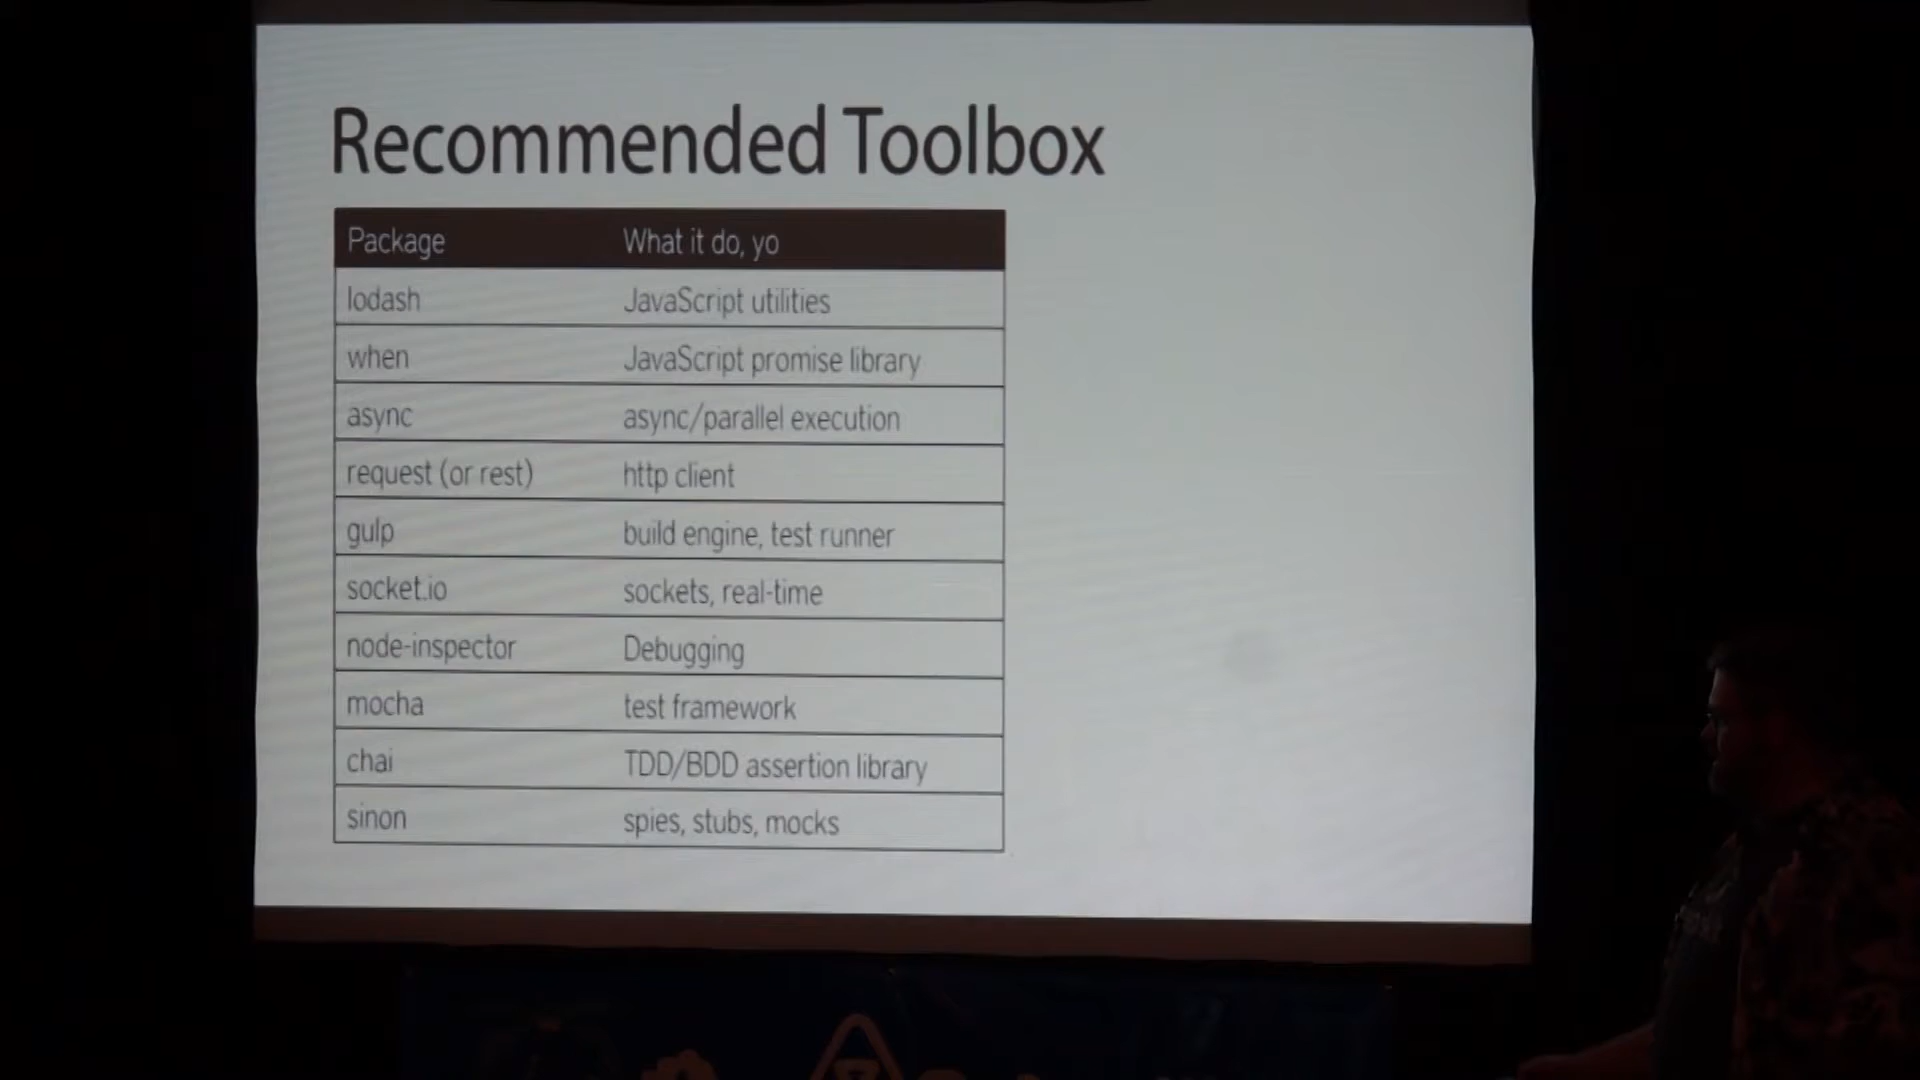 Recommended Toolbox
Package What it do, yo
lodash JavaScript utilities
when JavaScript promise library
async async/parallel execution
request (or rest) http client
gulp build engine, test runner
socket.io sockets, real-time
node-inspector Debugging
mocha test framework
chai TDD/BDD assertion library
sinon spies, stubs, mocks